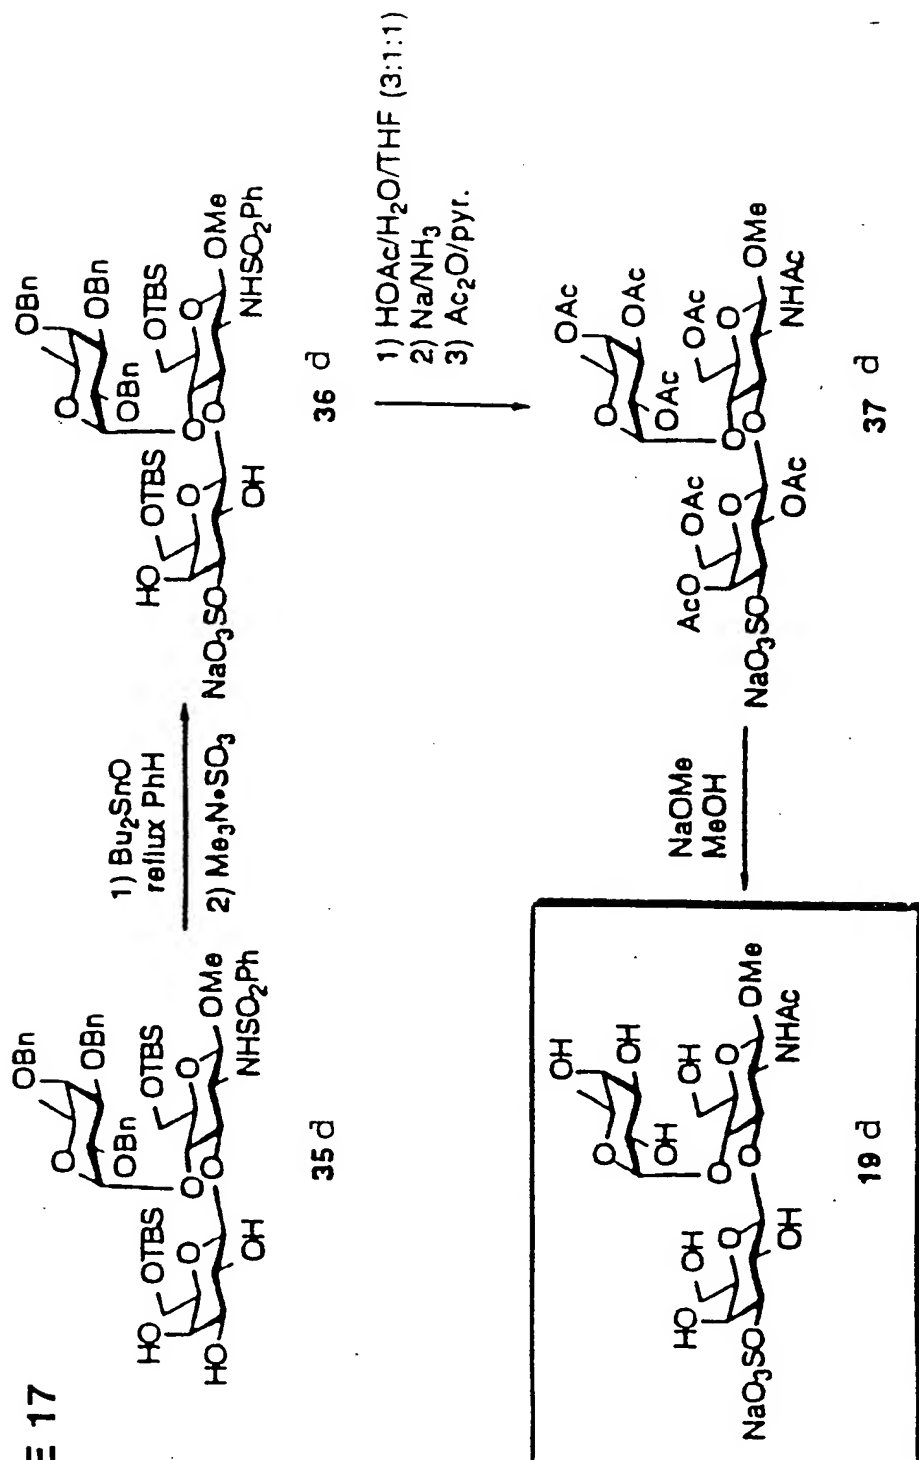 E 17
HO
OTBS
O
HO
OH
O
OBn
OBn
OBn
O
OTBS
O
O
OMe
NHSO₂Ph
35 d
1) Bu₂SnO
reflux PhH
2) Me₃N•SO₃
HO
OTBS
O
NaO₃SO
OH
O
OBn
OBn
OBn
O
OTBS
O
O
OMe
NHSO₂Ph
36 d
1) HOAc/H₂O/THF (3:1:1)
2) Na/NH₃
3) Ac₂O/pyr.
AcO
OAc
O
NaO₃SO
OAc
O
OAc
OAc
OAc
O
OAc
O
O
OMe
NHAc
37 d
NaOMe
MeOH
HO
OH
O
NaO₃SO
OH
O
OH
OH
OH
O
OH
O
O
OMe
NHAc
19 d